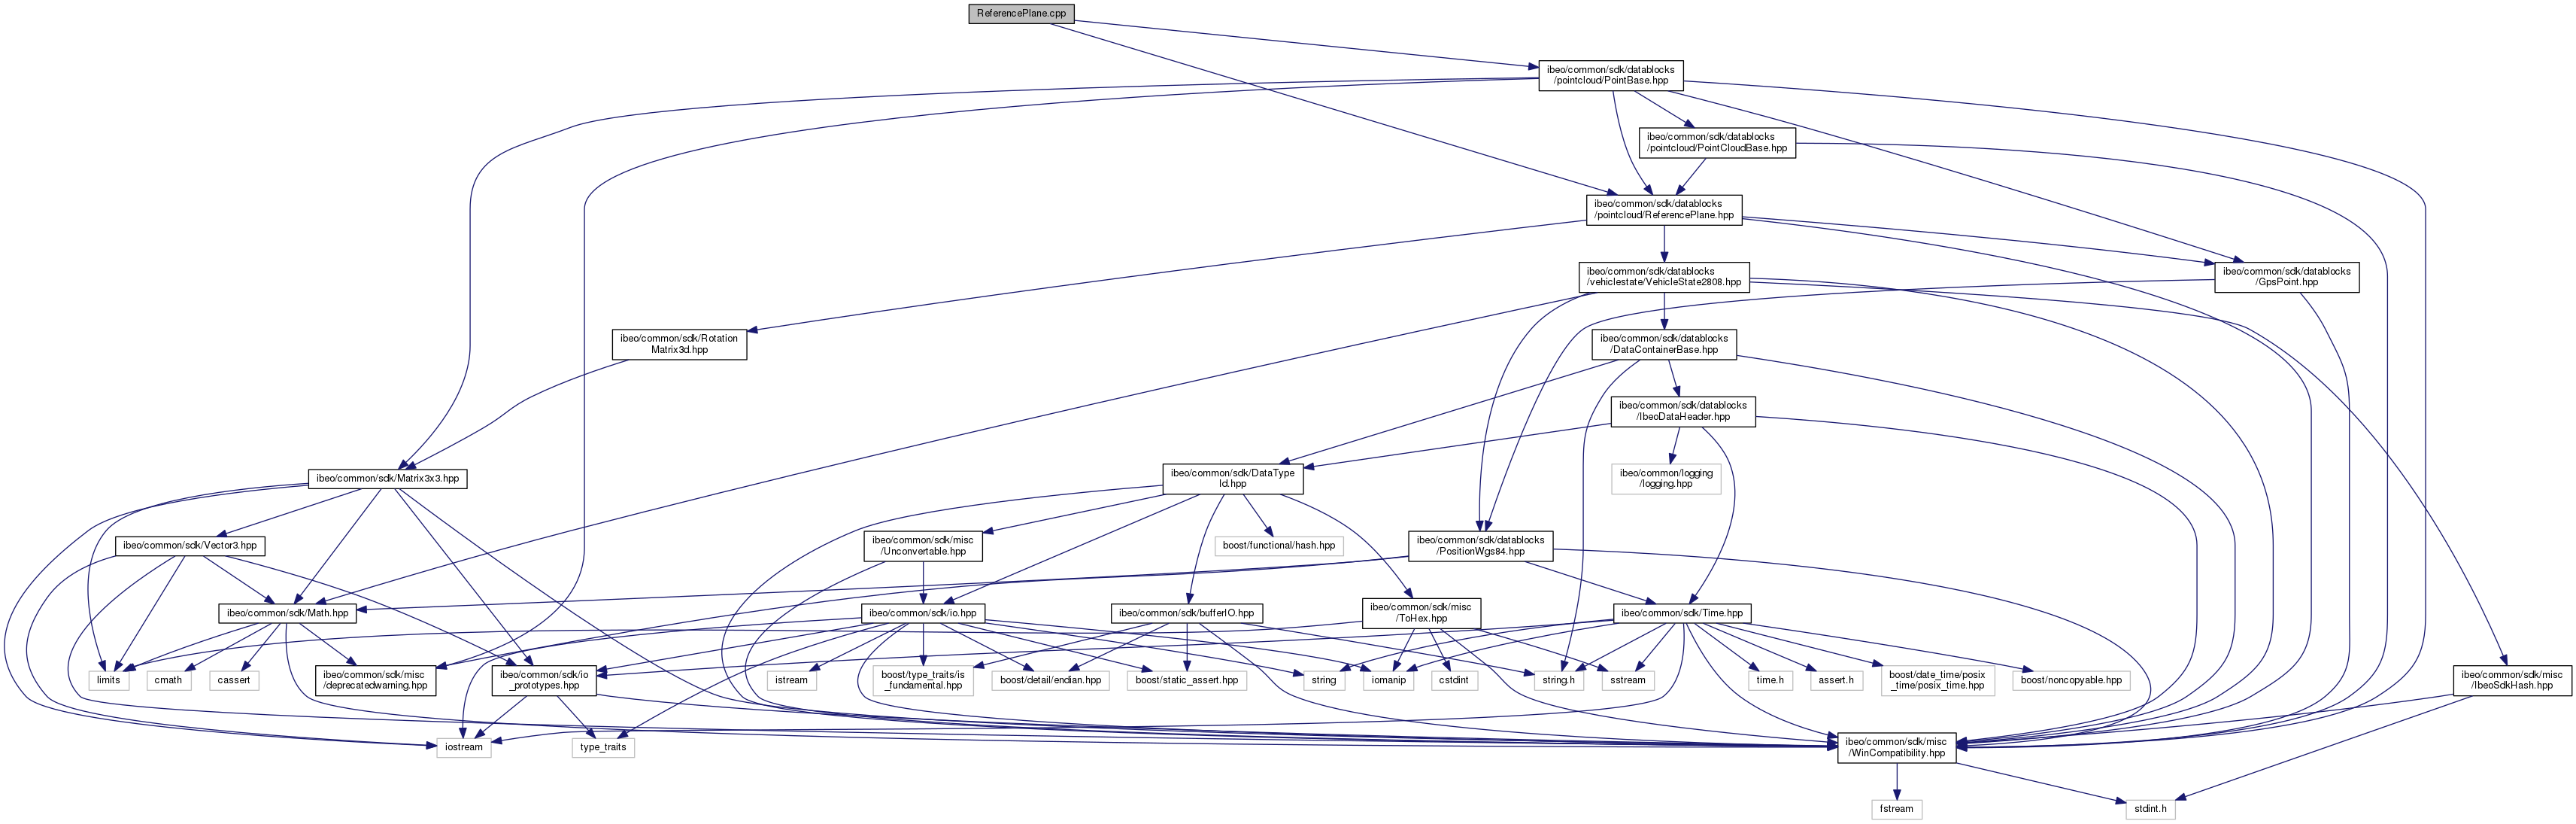 ReferencePlane.cpp
ibeo/common/sdk/datablocks
/pointcloud/PointBase.hpp
ibeo/common/sdk/datablocks
/pointcloud/PointCloudBase.hpp
ibeo/common/sdk/datablocks
/pointcloud/ReferencePlane.hpp
ibeo/common/sdk/datablocks
/vehiclestate/VehicleState2808.hpp
ibeo/common/sdk/datablocks
/GpsPoint.hpp
ibeo/common/sdk/Rotation
Matrix3d.hpp
ibeo/common/sdk/datablocks
/DataContainerBase.hpp
ibeo/common/sdk/datablocks
/IbeoDataHeader.hpp
ibeo/common/sdk/Matrix3x3.hpp
ibeo/common/sdk/DataType
Id.hpp
ibeo/common/logging
/logging.hpp
ibeo/common/sdk/Vector3.hpp
ibeo/common/sdk/misc
/Unconvertable.hpp
boost/functional/hash.hpp
ibeo/common/sdk/datablocks
/PositionWgs84.hpp
ibeo/common/sdk/Math.hpp
ibeo/common/sdk/io.hpp
ibeo/common/sdk/bufferIO.hpp
ibeo/common/sdk/misc
/ToHex.hpp
ibeo/common/sdk/Time.hpp
limits
cmath
cassert
ibeo/common/sdk/misc
/deprecatedwarning.hpp
ibeo/common/sdk/io
_prototypes.hpp
istream
boost/type_traits/is
_fundamental.hpp
boost/detail/endian.hpp
boost/static_assert.hpp
string
iomanip
cstdint
string.h
sstream
time.h
assert.h
boost/date_time/posix
_time/posix_time.hpp
boost/noncopyable.hpp
ibeo/common/sdk/misc
/IbeoSdkHash.hpp
iostream
type_traits
ibeo/common/sdk/misc
/WinCompatibility.hpp
fstream
stdint.h